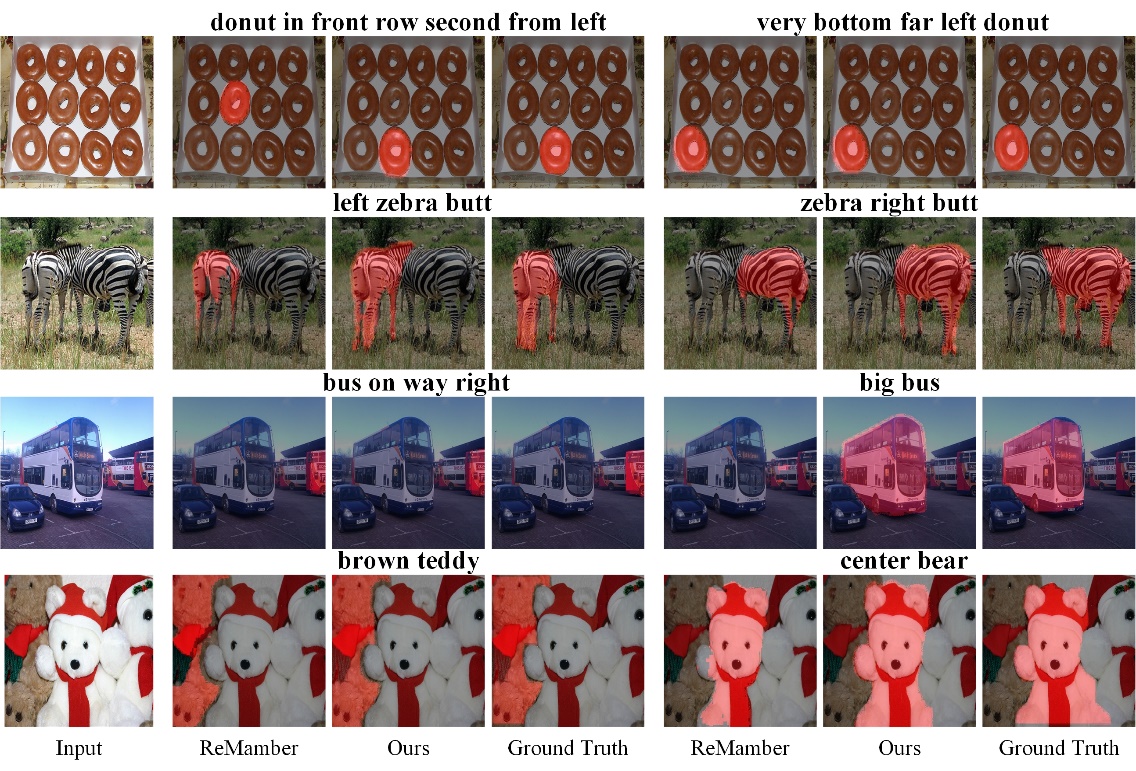 donut in front row second from left
very bottom far left donut
left zebra butt
zebra right butt
bus on way right
big bus
brown teddy
center bear
Input
ReMamber
Ours
Ground Truth
ReMamber
Ours
Ground Truth